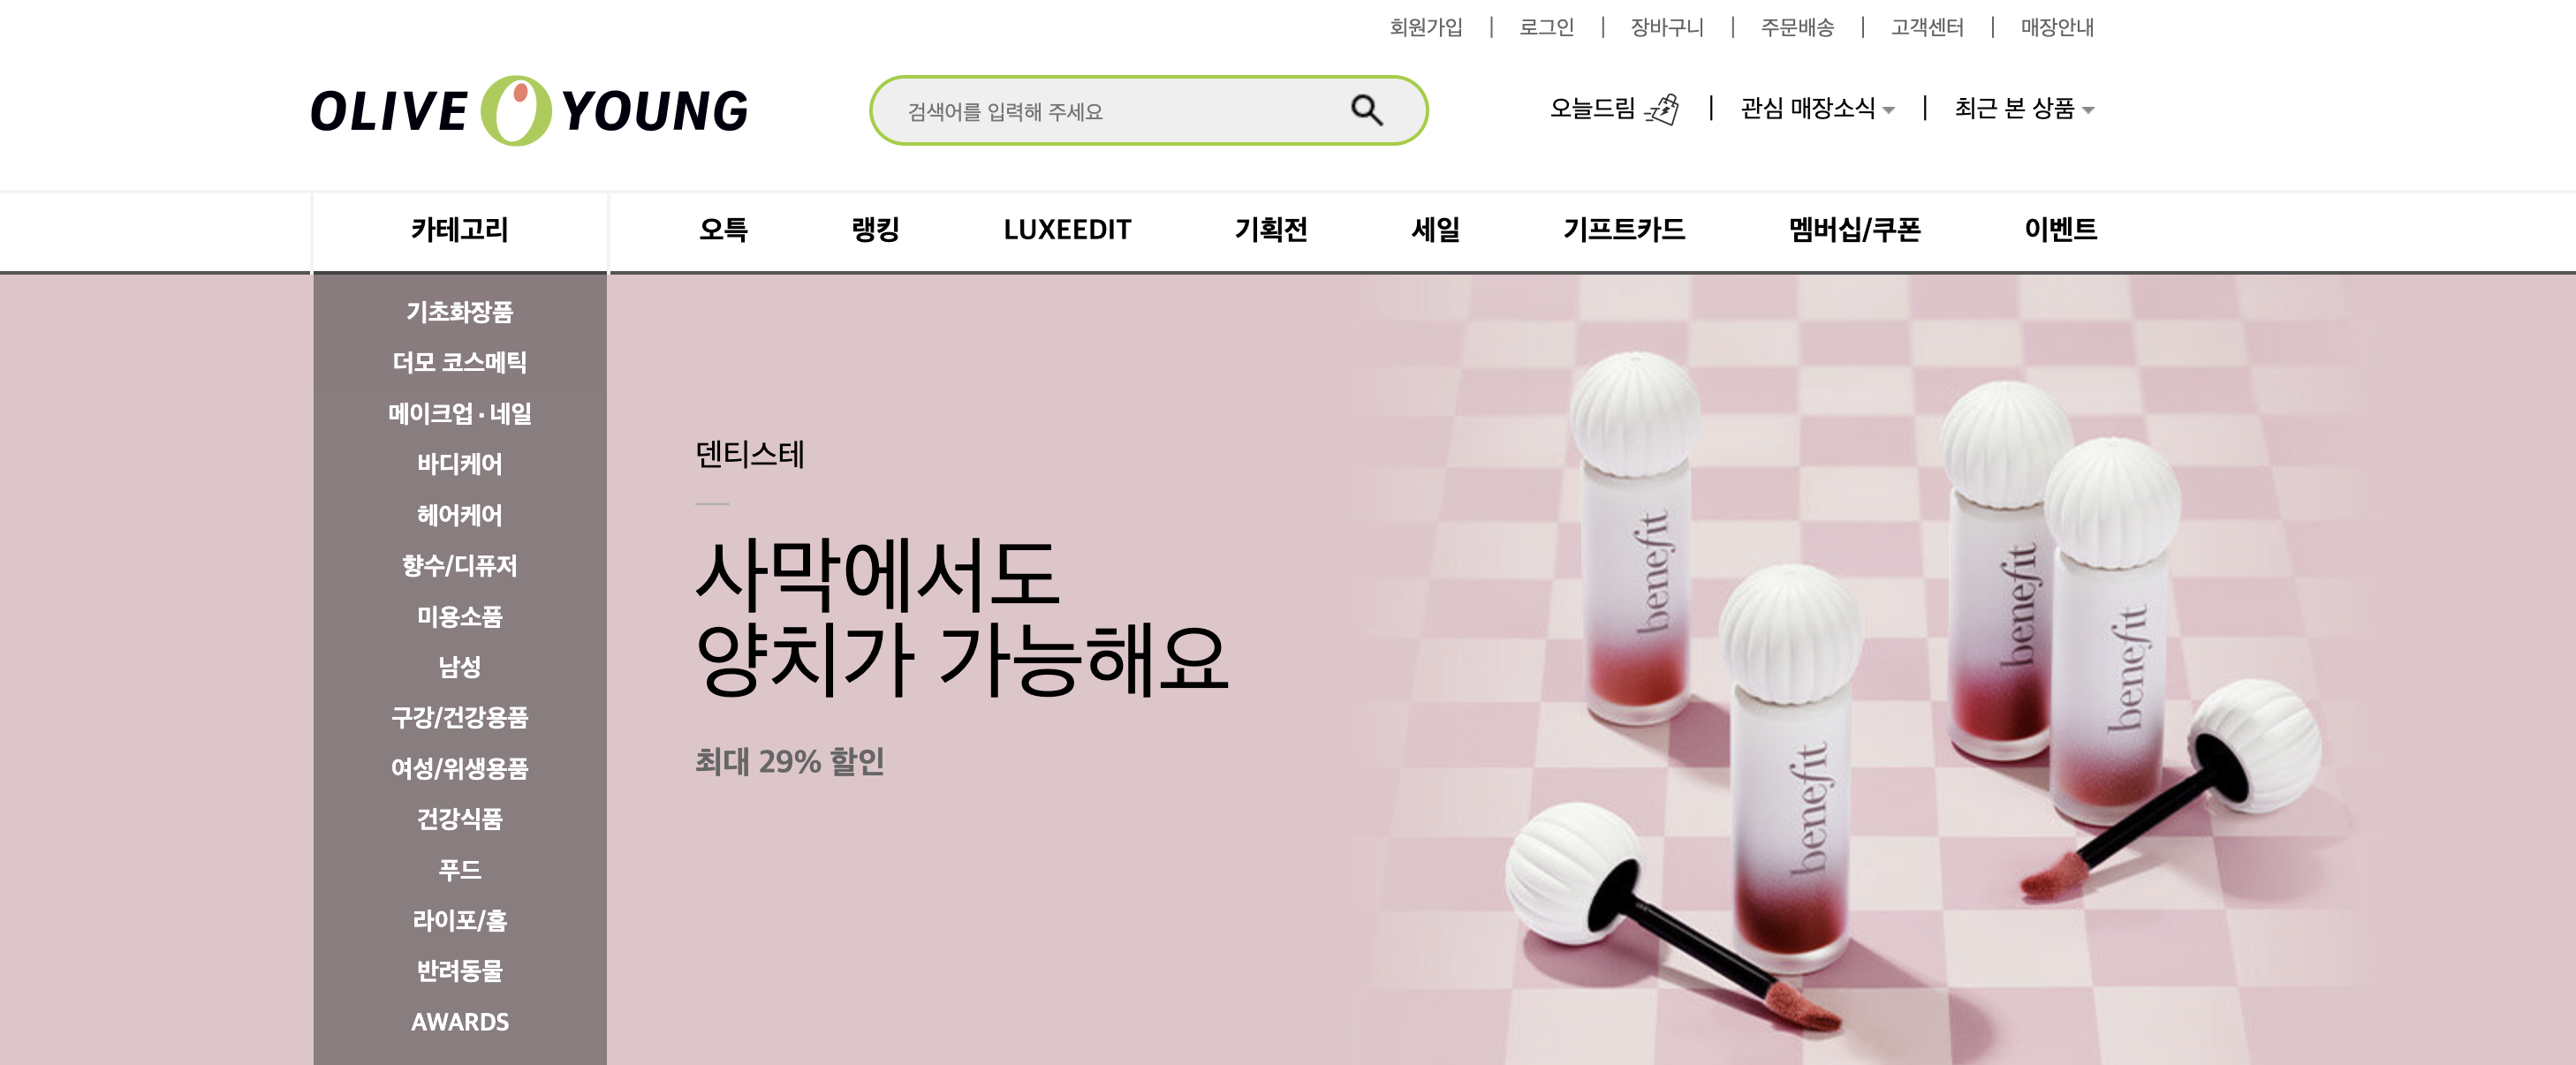 회원가입 | 로그인 | 장바구니 | 주문배송 | 고객센터 | 매장안내
OLIVE YOUNG
검색어를 입력해 주세요
오늘드림 | 관심 매장소식 | 최근 본 상품
카테고리 오특 랭킹 LUXEEDIT 기획전 세일 기프트카드 멤버십/쿠폰 이벤트
기초화장품
더모 코스메틱
메이크업 · 네일
바디케어
헤어케어
향수/디퓨저
미용소품
남성
구강/건강용품
여성/위생용품
건강식품
푸드
라이포/홈
반려동물
AWARDS
덴티스테
사막에서도
양치가 가능해요
최대 29% 할인
benefit
benefit
benefit
benefit